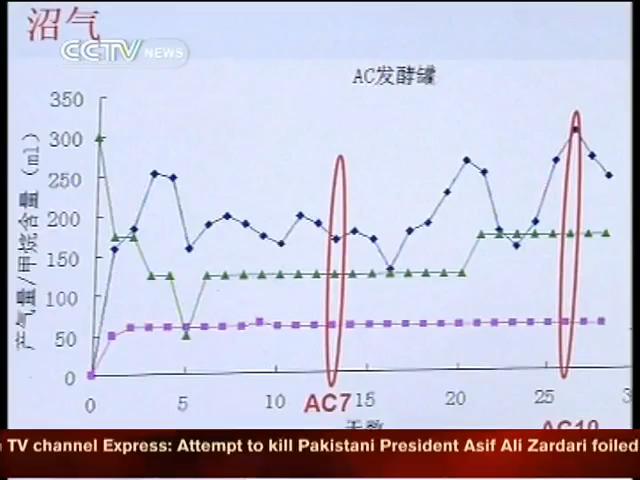 沼气
CCTV NEWS
AC发酵罐
350
300
250
200
150
100
50
0
产气量/甲烷含量（ml）
0 5 10 15 20 25
AC7
天数
AC10
TV channel Express: Attempt to kill Pakistani President Asif Ali Zardari foiled